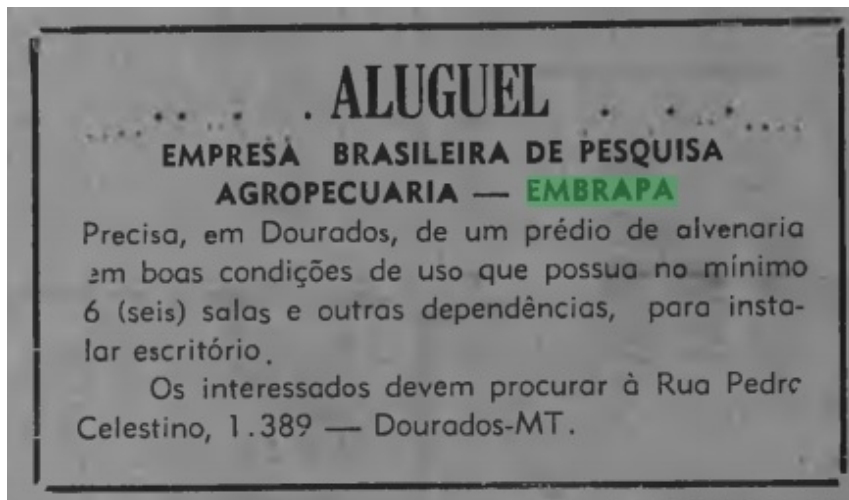 ALUGUEL
EMPRESA BRASILEIRA DE PESQUISA
AGROPECUARIA — EMBRAPA
Precisa, em Dourados, de um prédio de alvenaria
em boas condições de uso que possua no mínimo
6 (seis) salas e outras dependências, para insta-
lar escritório.
Os interessados devem procurar à Rua Pedro
Celestino, 1.389 — Dourados-MT.